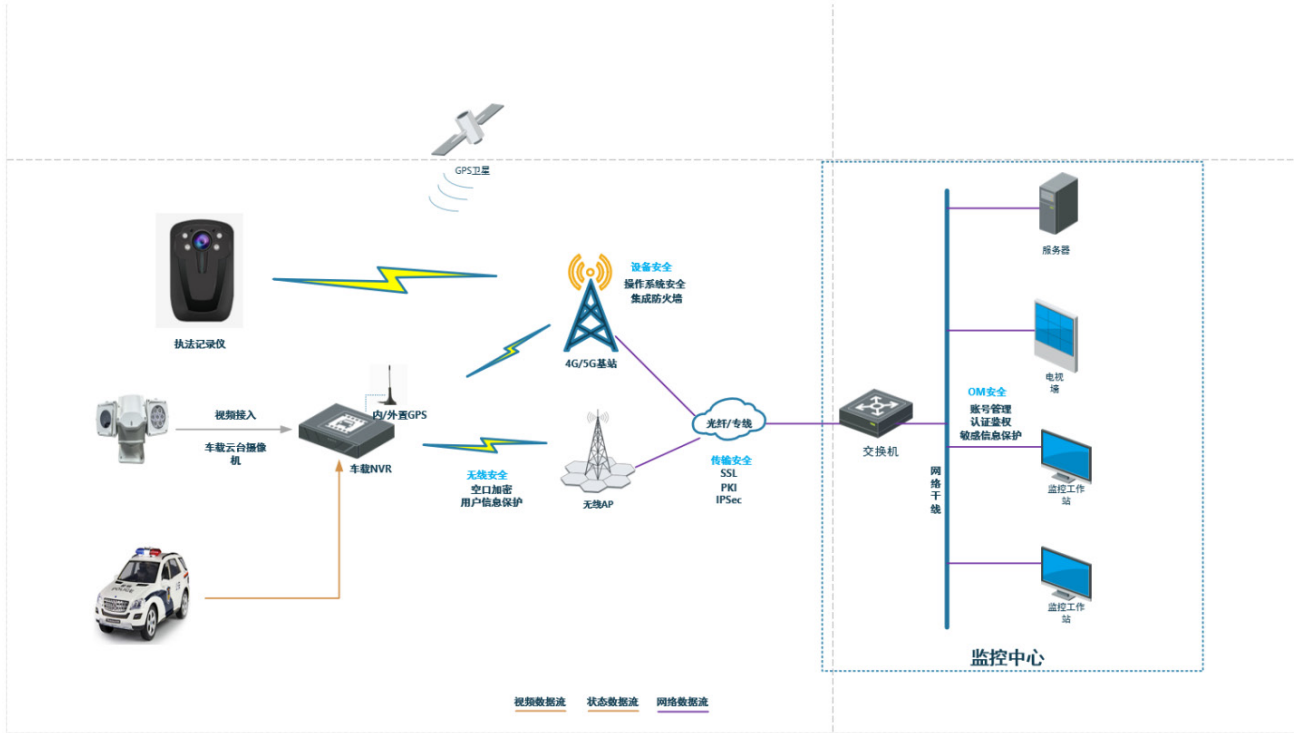 GPS卫星
设备安全
操作系统安全
集成防火墙
执法记录仪
4G/5G基站
内/外置GPS
视频接入
车载云台摄像
机
车载NVR
无线安全
空口加密
用户信息保护
无线AP
光纤/专线
传输安全
SSL
PKI
IPSec
交换机
网
络
干
线
服务器
电视
墙
OM安全
账号管理
认证鉴权
敏感信息保护
监控工作
站
监控工作
站
监控中心
视频数据流
状态数据流
网络数据流